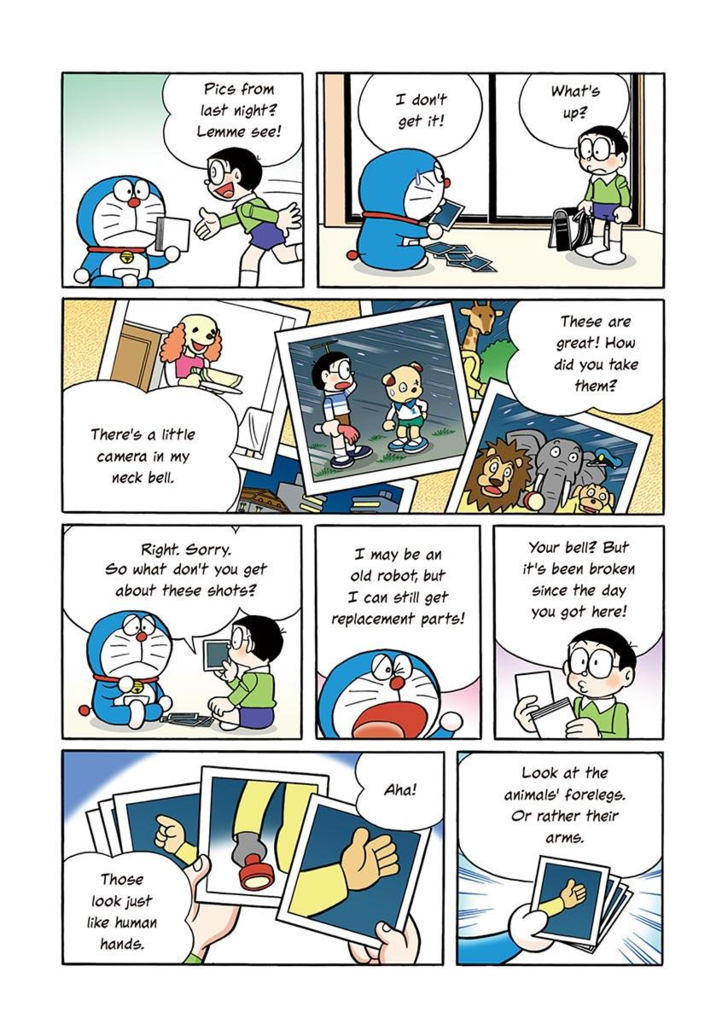 What's
up?
I don't
get it!
Pics from
last night?
Lemme see!
These are
great! How
did you take
them?
There's a little
camera in my
neck bell.
Your bell? But
it's been broken
since the day
you got here!
I may be an
old robot, but
I can still get
replacement parts!
Right. Sorry.
So what don't you get
about these shots?
Look at the
animals' forelegs.
Or rather their
arms.
Aha!
Those
look just
like human
hands.